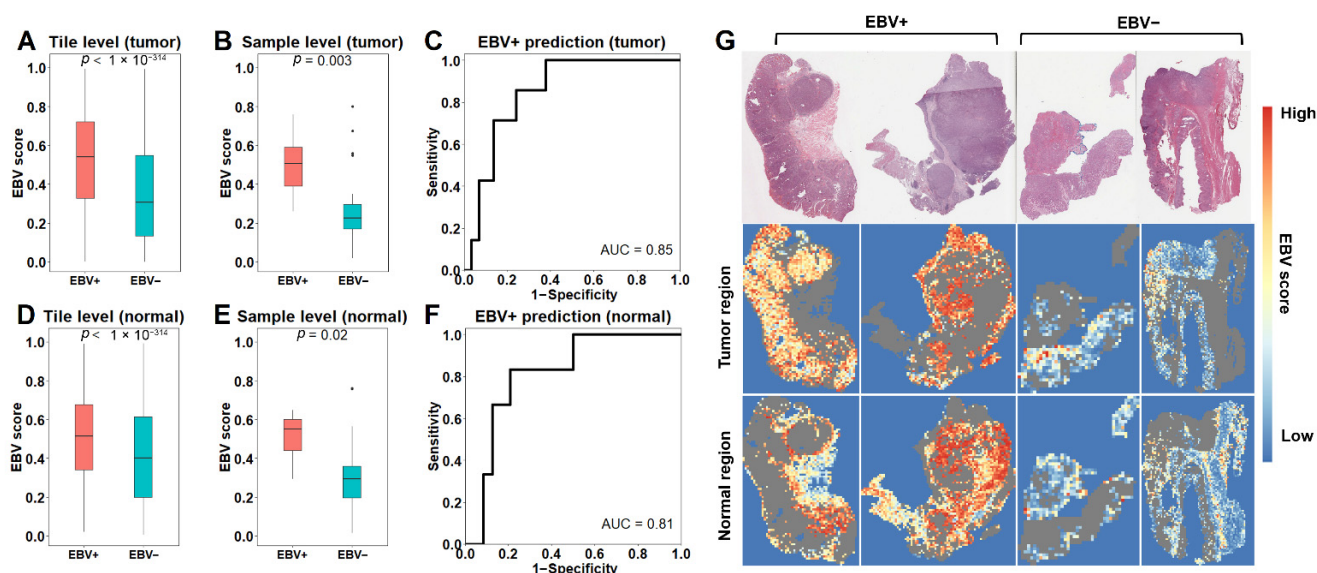 A Tile level (tumor)
p < 1 × 10⁻³¹⁴
EBV score
1.0
0.8
0.6
0.4
0.2
0.0
EBV+ EBV−
B Sample level (tumor)
p = 0.003
EBV score
1.0
0.8
0.6
0.4
0.2
0.0
EBV+ EBV−
C EBV+ prediction (tumor)
Sensitivity
1.0
0.8
0.6
0.4
0.2
0.0
AUC = 0.85
0.0 0.2 0.4 0.6 0.8 1.0
1−Specificity
D Tile level (normal)
p < 1 × 10⁻³¹⁴
EBV score
1.0
0.8
0.6
0.4
0.2
0.0
EBV+ EBV−
E Sample level (normal)
p = 0.02
EBV score
1.0
0.8
0.6
0.4
0.2
0.0
EBV+ EBV−
F EBV+ prediction (normal)
Sensitivity
1.0
0.8
0.6
0.4
0.2
0.0
AUC = 0.81
0.0 0.2 0.4 0.6 0.8 1.0
1−Specificity
G
EBV+ EBV−
Tumor region
Normal region
High
EBV score
Low